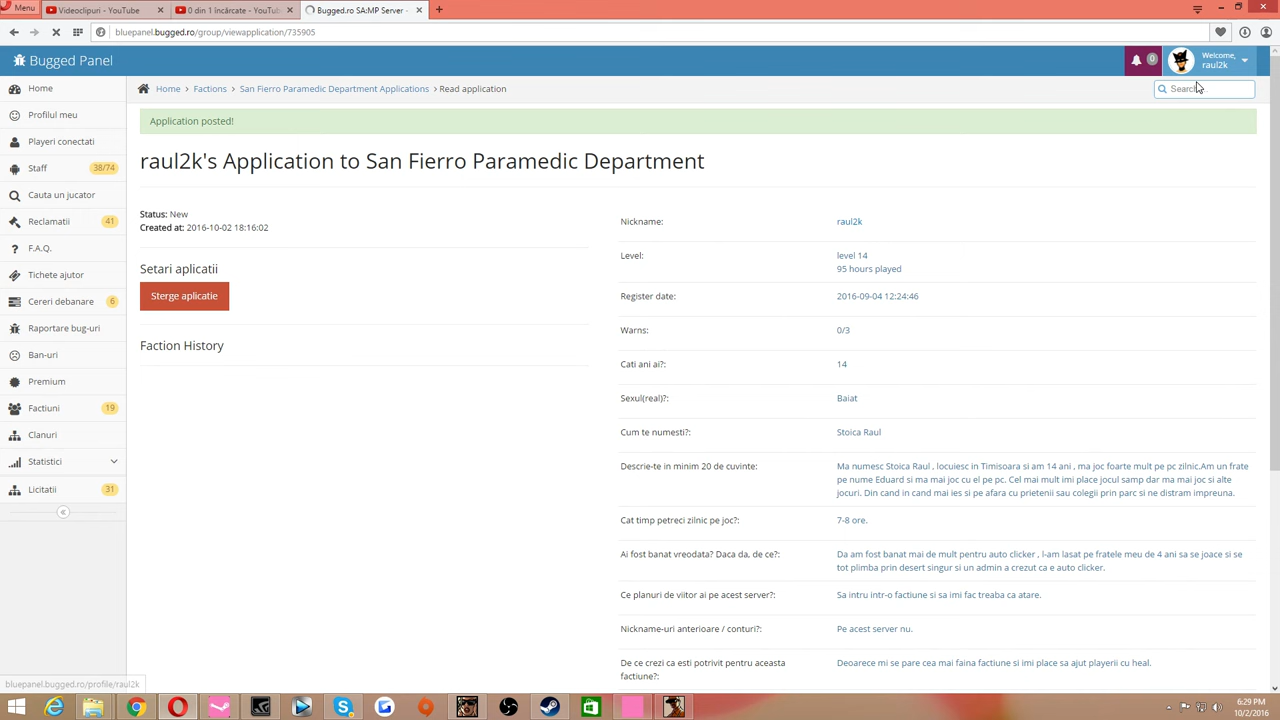 Menu
Videoclipuri - YouTube
0 din 1 încărcate - YouTub
Bugged.ro SA:MP Server -
bluepanel.bugged.ro/group/viewapplication/735905
Bugged Panel
0
Welcome,
raul2k
Home
Profilul meu
Playeri conectati
Staff 38/74
Cauta un jucator
Reclamatii 41
F.A.Q.
Tichete ajutor
Cereri debanare 6
Raportare bug-uri
Ban-uri
Premium
Factiuni 19
Clanuri
Statistici
Licitatii 31
Home Factions San Fierro Paramedic Department Applications Read application
Search
Application posted!
raul2k's Application to San Fierro Paramedic Department
Status: New
Created at: 2016-10-02 18:16:02
Setari aplicatii
Sterge aplicatie
Faction History
Nickname: raul2k
Level: level 14
95 hours played
Register date: 2016-09-04 12:24:46
Warns: 0/3
Cati ani ai?: 14
Sexul(real)?: Baiat
Cum te numesti?: Stoica Raul
Descrie-te in minim 20 de cuvinte: Ma numesc Stoica Raul , locuiesc in Timisoara si am 14 ani , ma joc foarte mult pe pc zilnic.Am un frate
pe nume Eduard si ma mai joc cu el pe pc. Cel mai mult imi place jocul samp dar ma mai joc si alte
jocuri. Din cand in cand mai ies si pe afara cu prietenii sau colegii prin parc si ne distram impreuna.
Cat timp petreci zilnic pe joc?: 7-8 ore.
Ai fost banat vreodata? Daca da, de ce?: Da am fost banat mai de mult pentru auto clicker , l-am lasat pe fratele meu de 4 ani sa se joace si se
tot plimba prin desert singur si un admin a crezut ca e auto clicker.
Ce planuri de viitor ai pe acest server?: Sa intru intr-o factiune si sa imi fac treaba ca atare.
Nickname-uri anterioare / conturi?: Pe acest server nu.
De ce crezi ca esti potrivit pentru aceasta Deoarece mi se pare cea mai faina factiune si imi place sa ajut playerii cu heal.
factiune?:
bluepanel.bugged.ro/profile/raul2k
6:29 PM
10/2/2016